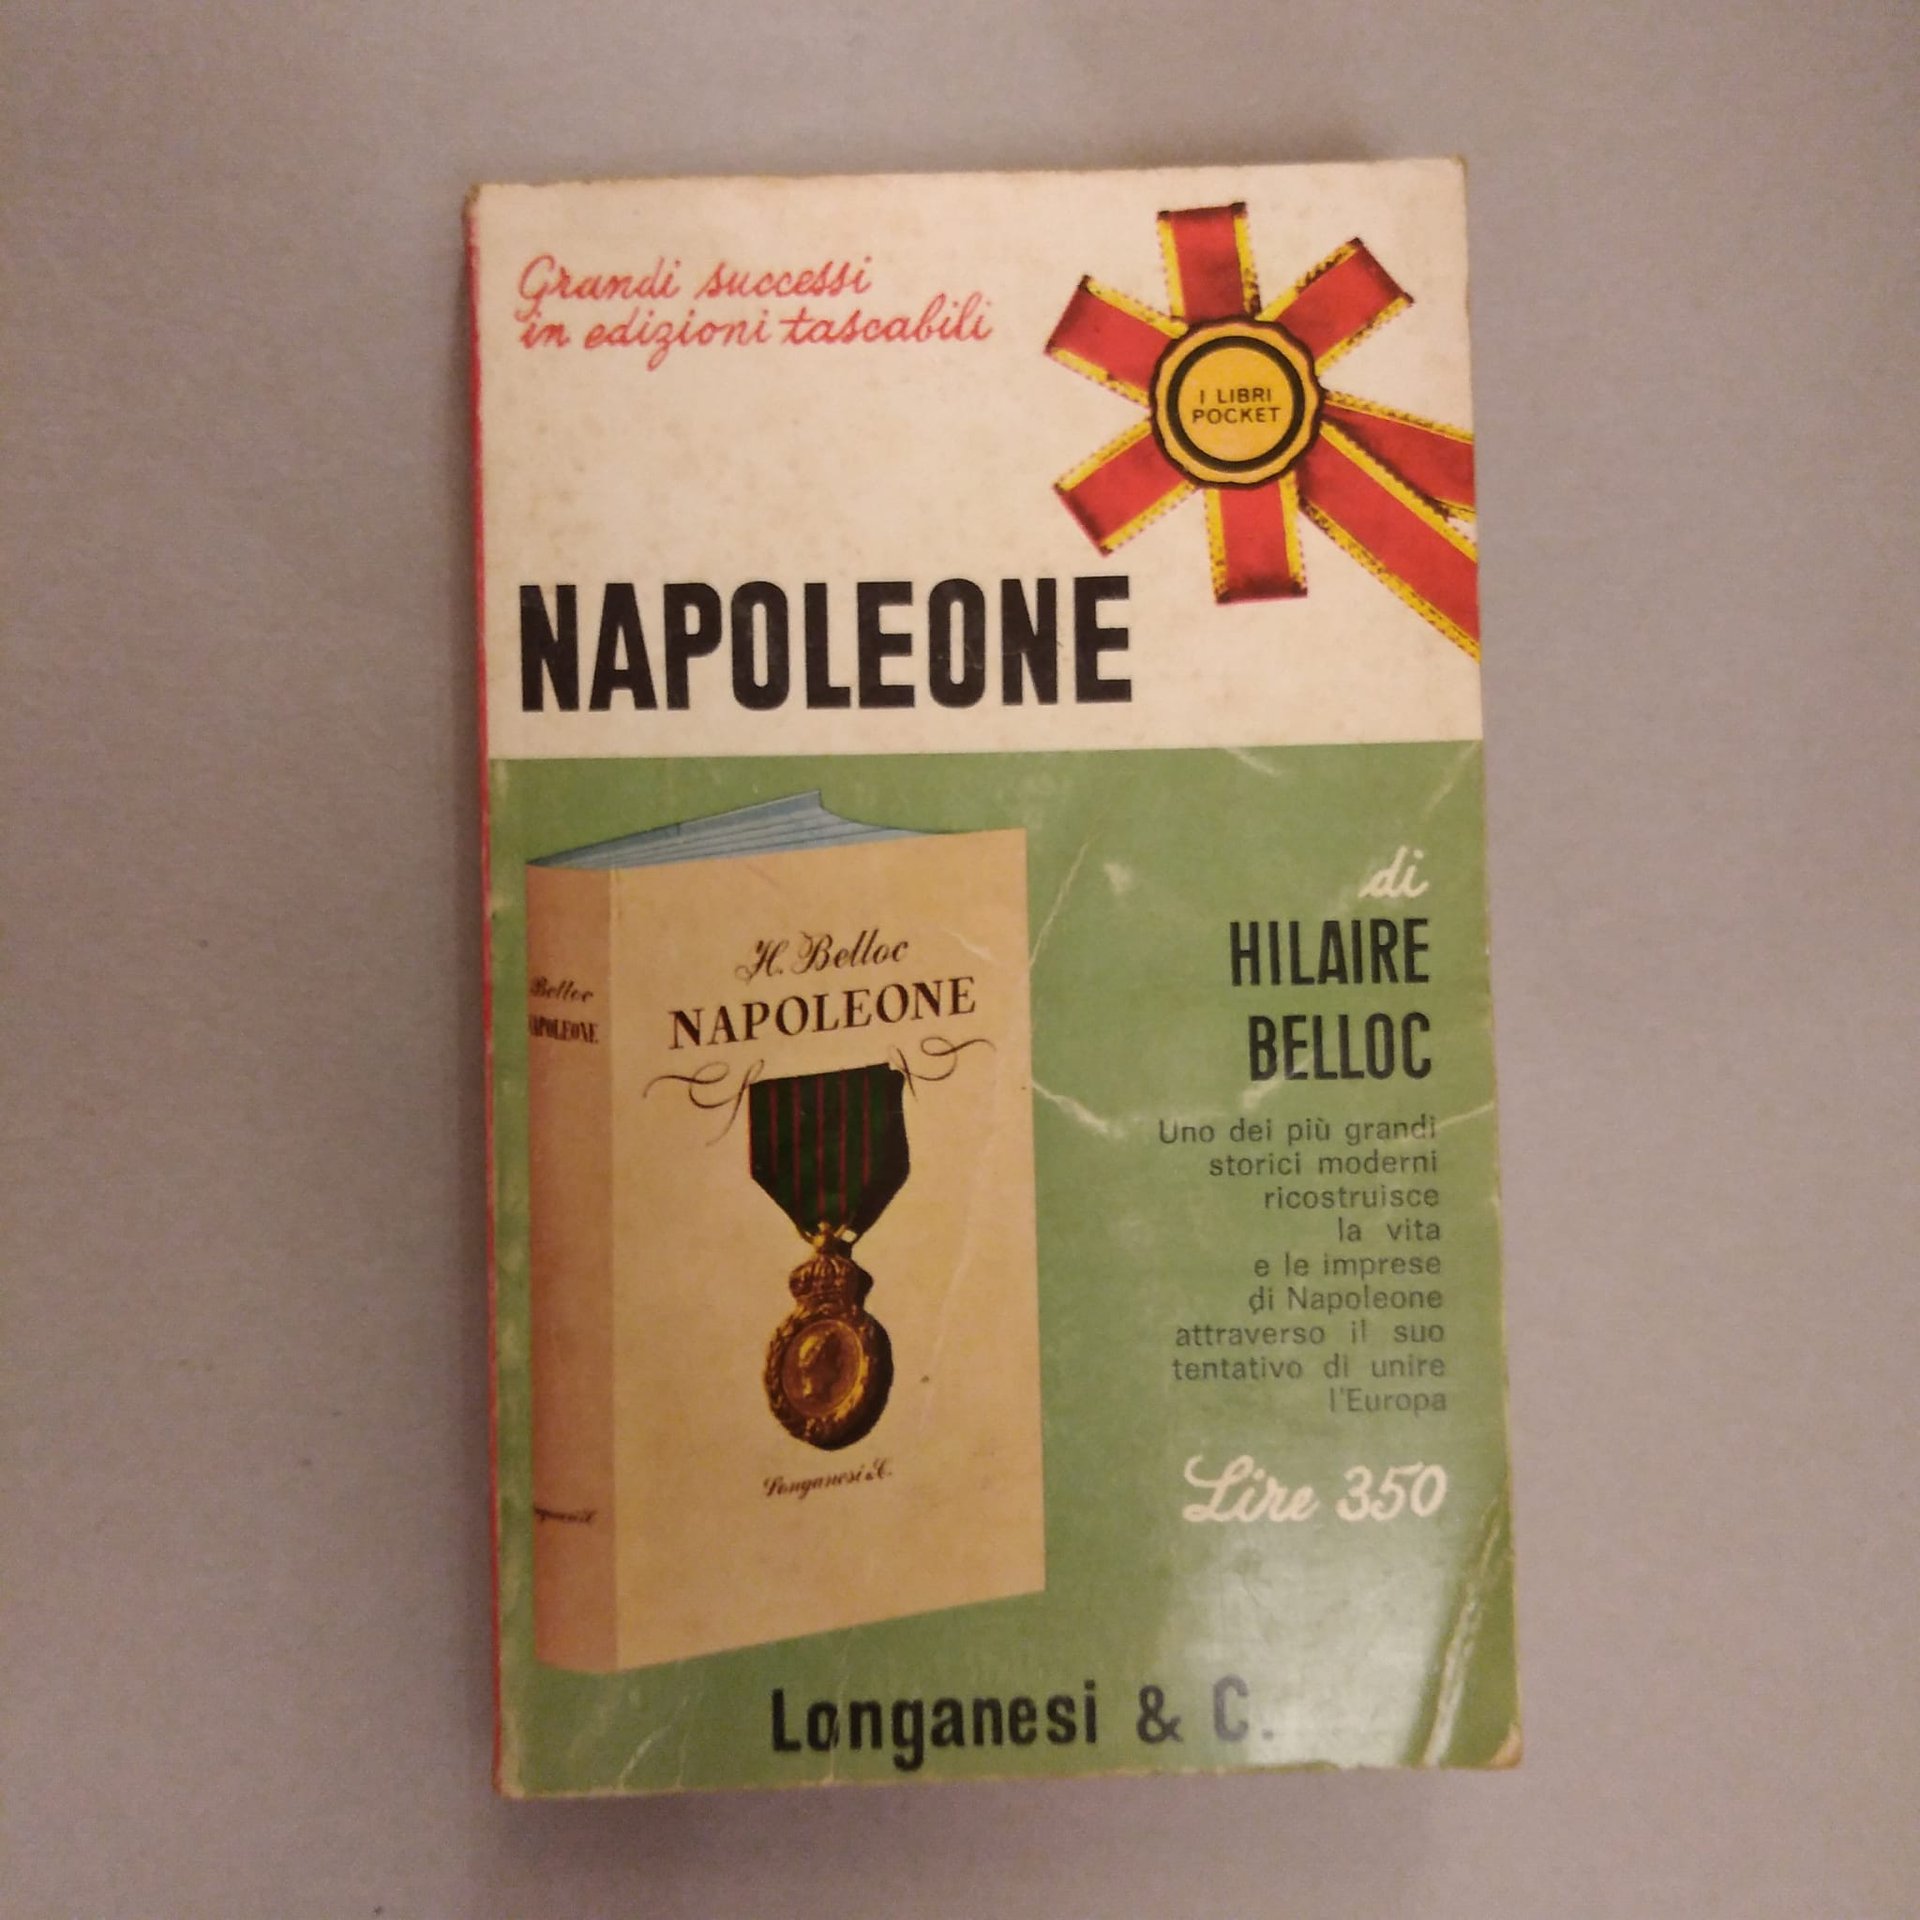 Grandi successi
in edizioni tascabili
I LIBRI
POCKET
NAPOLEONE
H. Belloc
NAPOLEONE
Longanesi & C.
Belloc
di
HILAIRE
BELLOC
Uno dei più grandi
storici moderni
ricostruisce
la vita
e le imprese
di Napoleone
attraverso il suo
tentativo di unire
l'Europa
Lire 350
Longanesi & C.